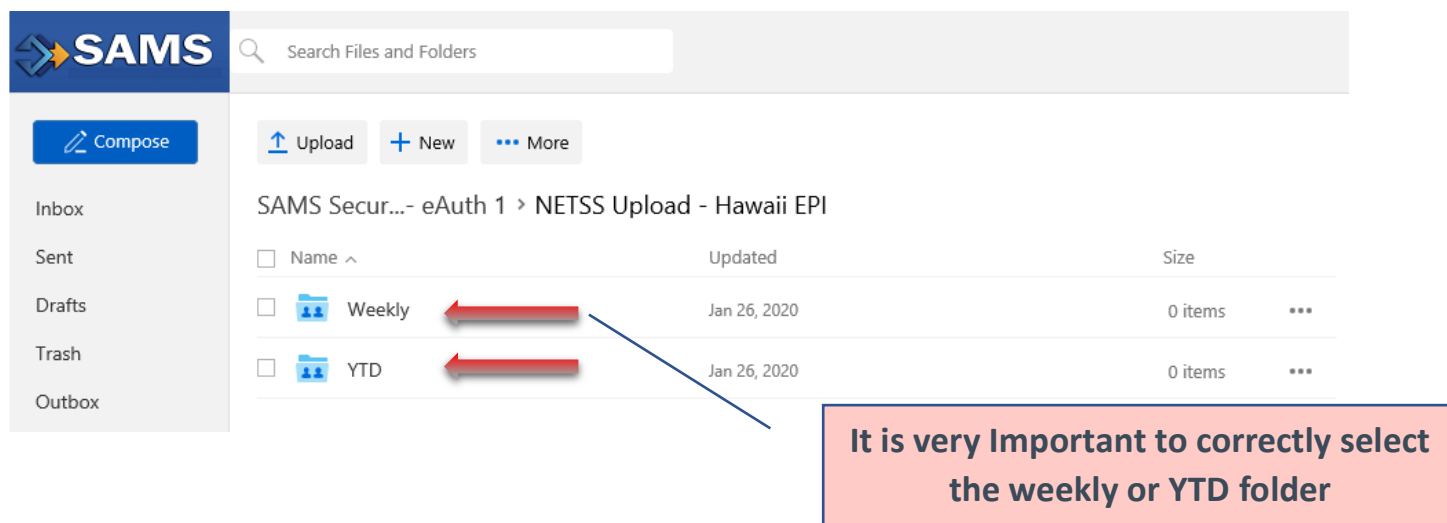 SAMS
Search Files and Folders
Compose
Upload
New
More
Inbox
SAMS Secur...- eAuth 1 > NETSS Upload - Hawaii EPI
Sent
Name
Updated
Size
Drafts
Weekly
Jan 26, 2020
0 items
Trash
YTD
Jan 26, 2020
0 items
Outbox
It is very Important to correctly select
the weekly or YTD folder